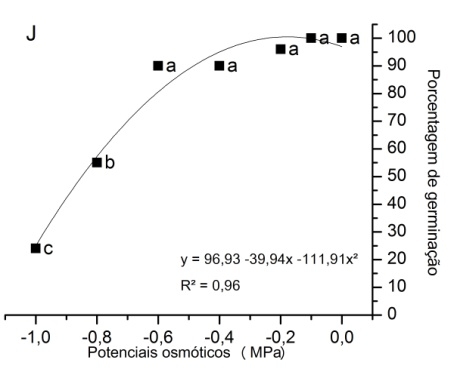 J
100
90
80
70
60
50
40
30
20
10
0
Porcentagem de germinação
a a a a a
b
c
y = 96,93 -39,94x -111,91x²
R² = 0,96
-1,0 -0,8 -0,6 -0,4 -0,2 0,0
Potenciais osmóticos ( MPa)